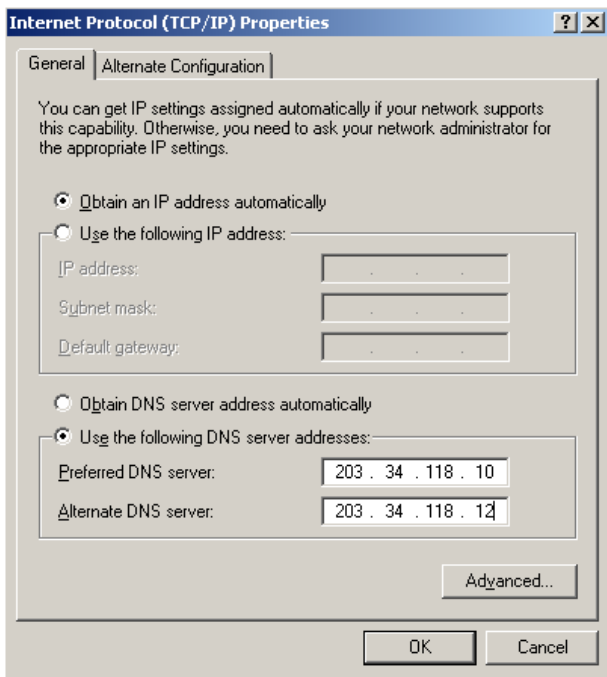 Internet Protocol (TCP/IP) Properties
General
Alternate Configuration
You can get IP settings assigned automatically if your network supports
this capability. Otherwise, you need to ask your network administrator for
the appropriate IP settings.
Obtain an IP address automatically
Use the following IP address:
IP address:
Subnet mask:
Default gateway:
Obtain DNS server address automatically
Use the following DNS server addresses:
Preferred DNS server: 203 . 34 . 118 . 10
Alternate DNS server: 203 . 34 . 118 . 12
Advanced...
OK Cancel